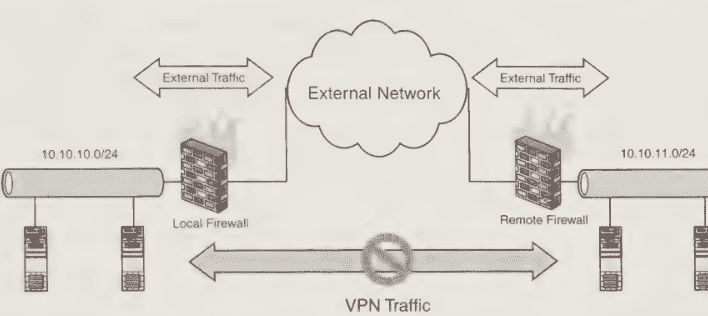 External Traffic
External Network
External Traffic
10.10.10.0/24
10.10.11.0/24
Local Firewall
Remote Firewall
VPN Traffic